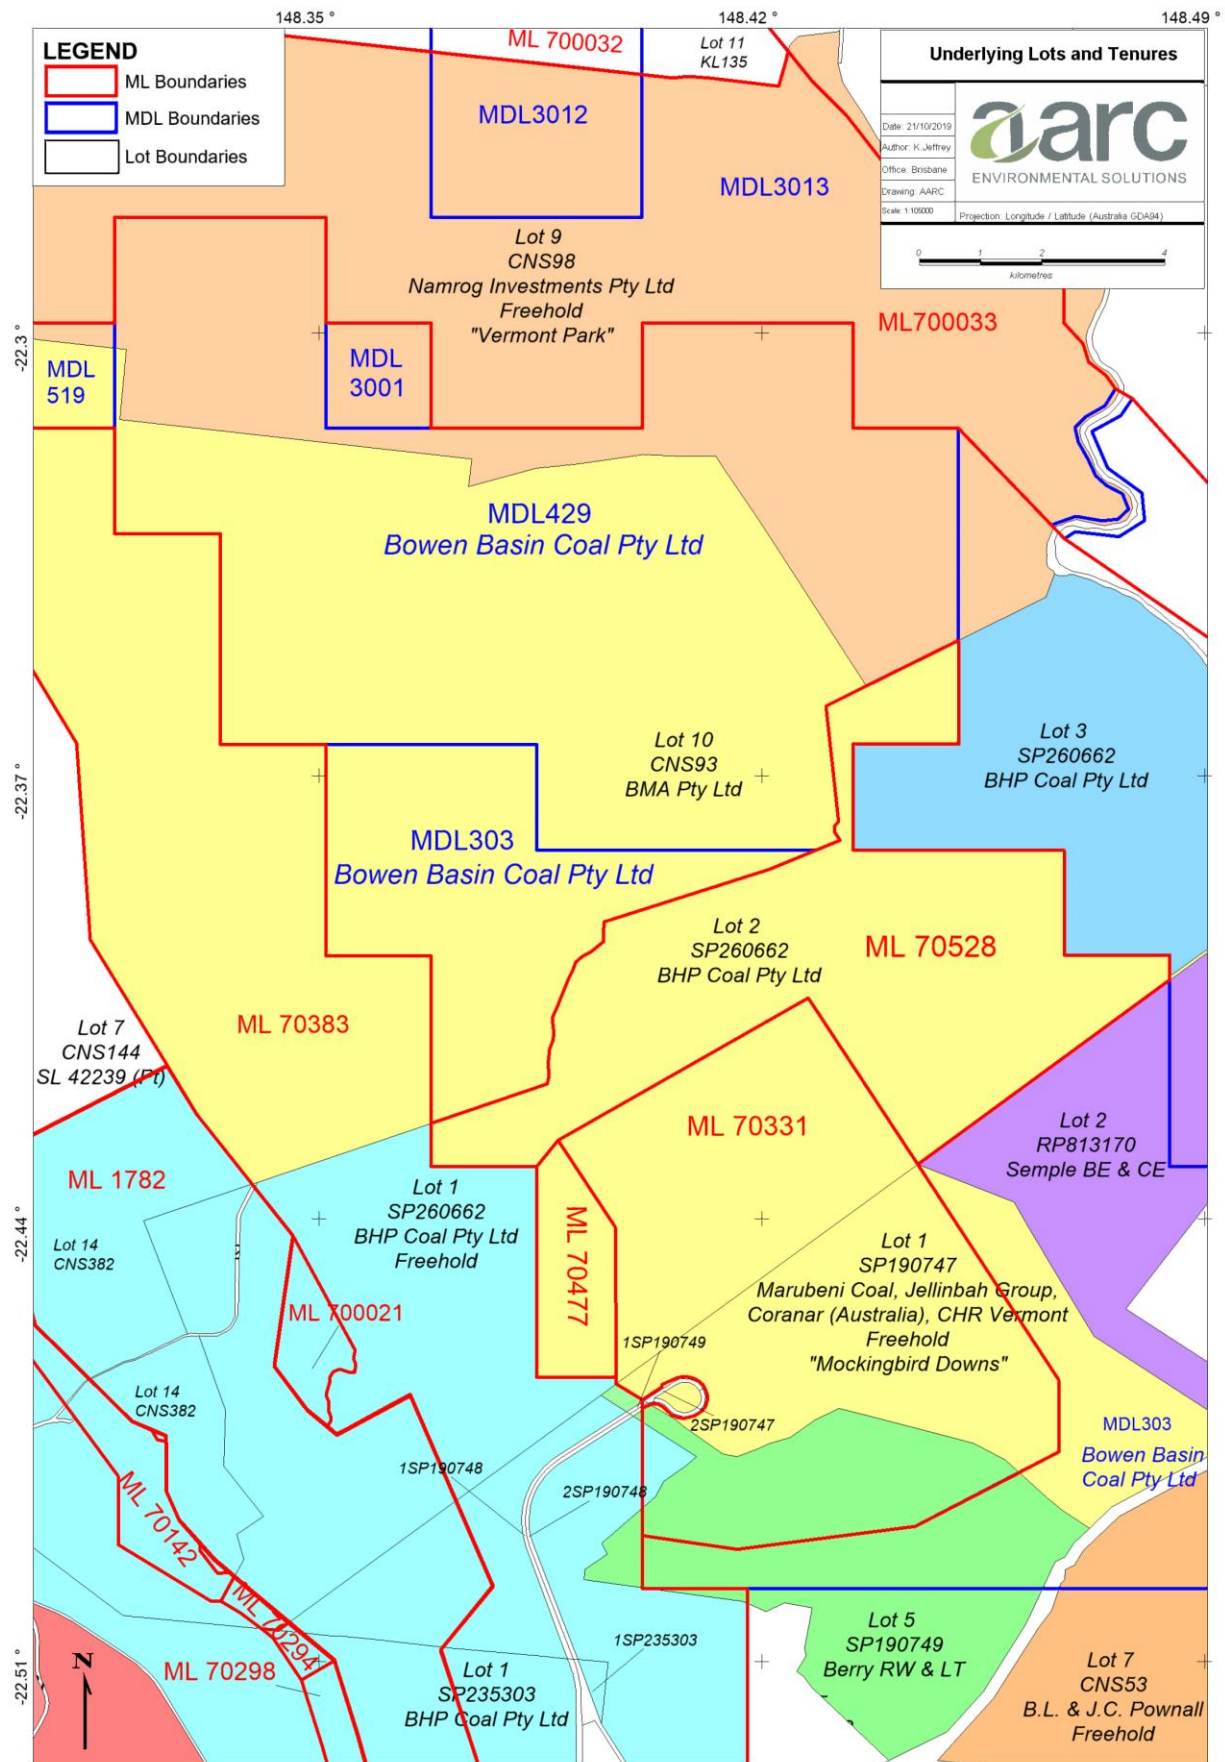 148.35 °
148.42 °
148.49 °
LEGEND
ML Boundaries
MDL Boundaries
Lot Boundaries
ML 700032
Lot 11
KL135
Underlying Lots and Tenures
Date: 21/10/2019
Author: K.Jeffrey
Office: Brisbane
Drawing: AARC
Scale: 1:105000
aarc
ENVIRONMENTAL SOLUTIONS
Projection: Longitude / Latitude (Australia GDA94)
0 1 2 4
kilometres
MDL3012
MDL3013
Lot 9
CNS98
Namrog Investments Pty Ltd
Freehold
"Vermont Park"
ML700033
-22.3 °
MDL
519
MDL
3001
MDL429
Bowen Basin Coal Pty Ltd
Lot 10
CNS93
BMA Pty Ltd
Lot 3
SP260662
BHP Coal Pty Ltd
-22.37 °
MDL303
Bowen Basin Coal Pty Ltd
Lot 2
SP260662
BHP Coal Pty Ltd
ML 70528
ML 70383
Lot 7
CNS144
SL 42239 (Pt)
ML 70331
Lot 2
RP813170
Semple BE & CE
ML 1782
Lot 1
SP260662
BHP Coal Pty Ltd
Freehold
-22.44 °
Lot 14
CNS382
ML 70477
Lot 1
SP190747
Marubeni Coal, Jellinbah Group,
Coranar (Australia), CHR Vermont
Freehold
"Mockingbird Downs"
ML 700021
1SP190749
Lot 14
CNS382
2SP190747
MDL303
Bowen Basin
Coal Pty Ltd
1SP190748
2SP190748
ML 70142
ML 70294
Lot 5
SP190749
Berry RW & LT
1SP235303
-22.51 °
N
ML 70298
Lot 1
SP235303
BHP Coal Pty Ltd
Lot 7
CNS53
B.L. & J.C. Pownall
Freehold